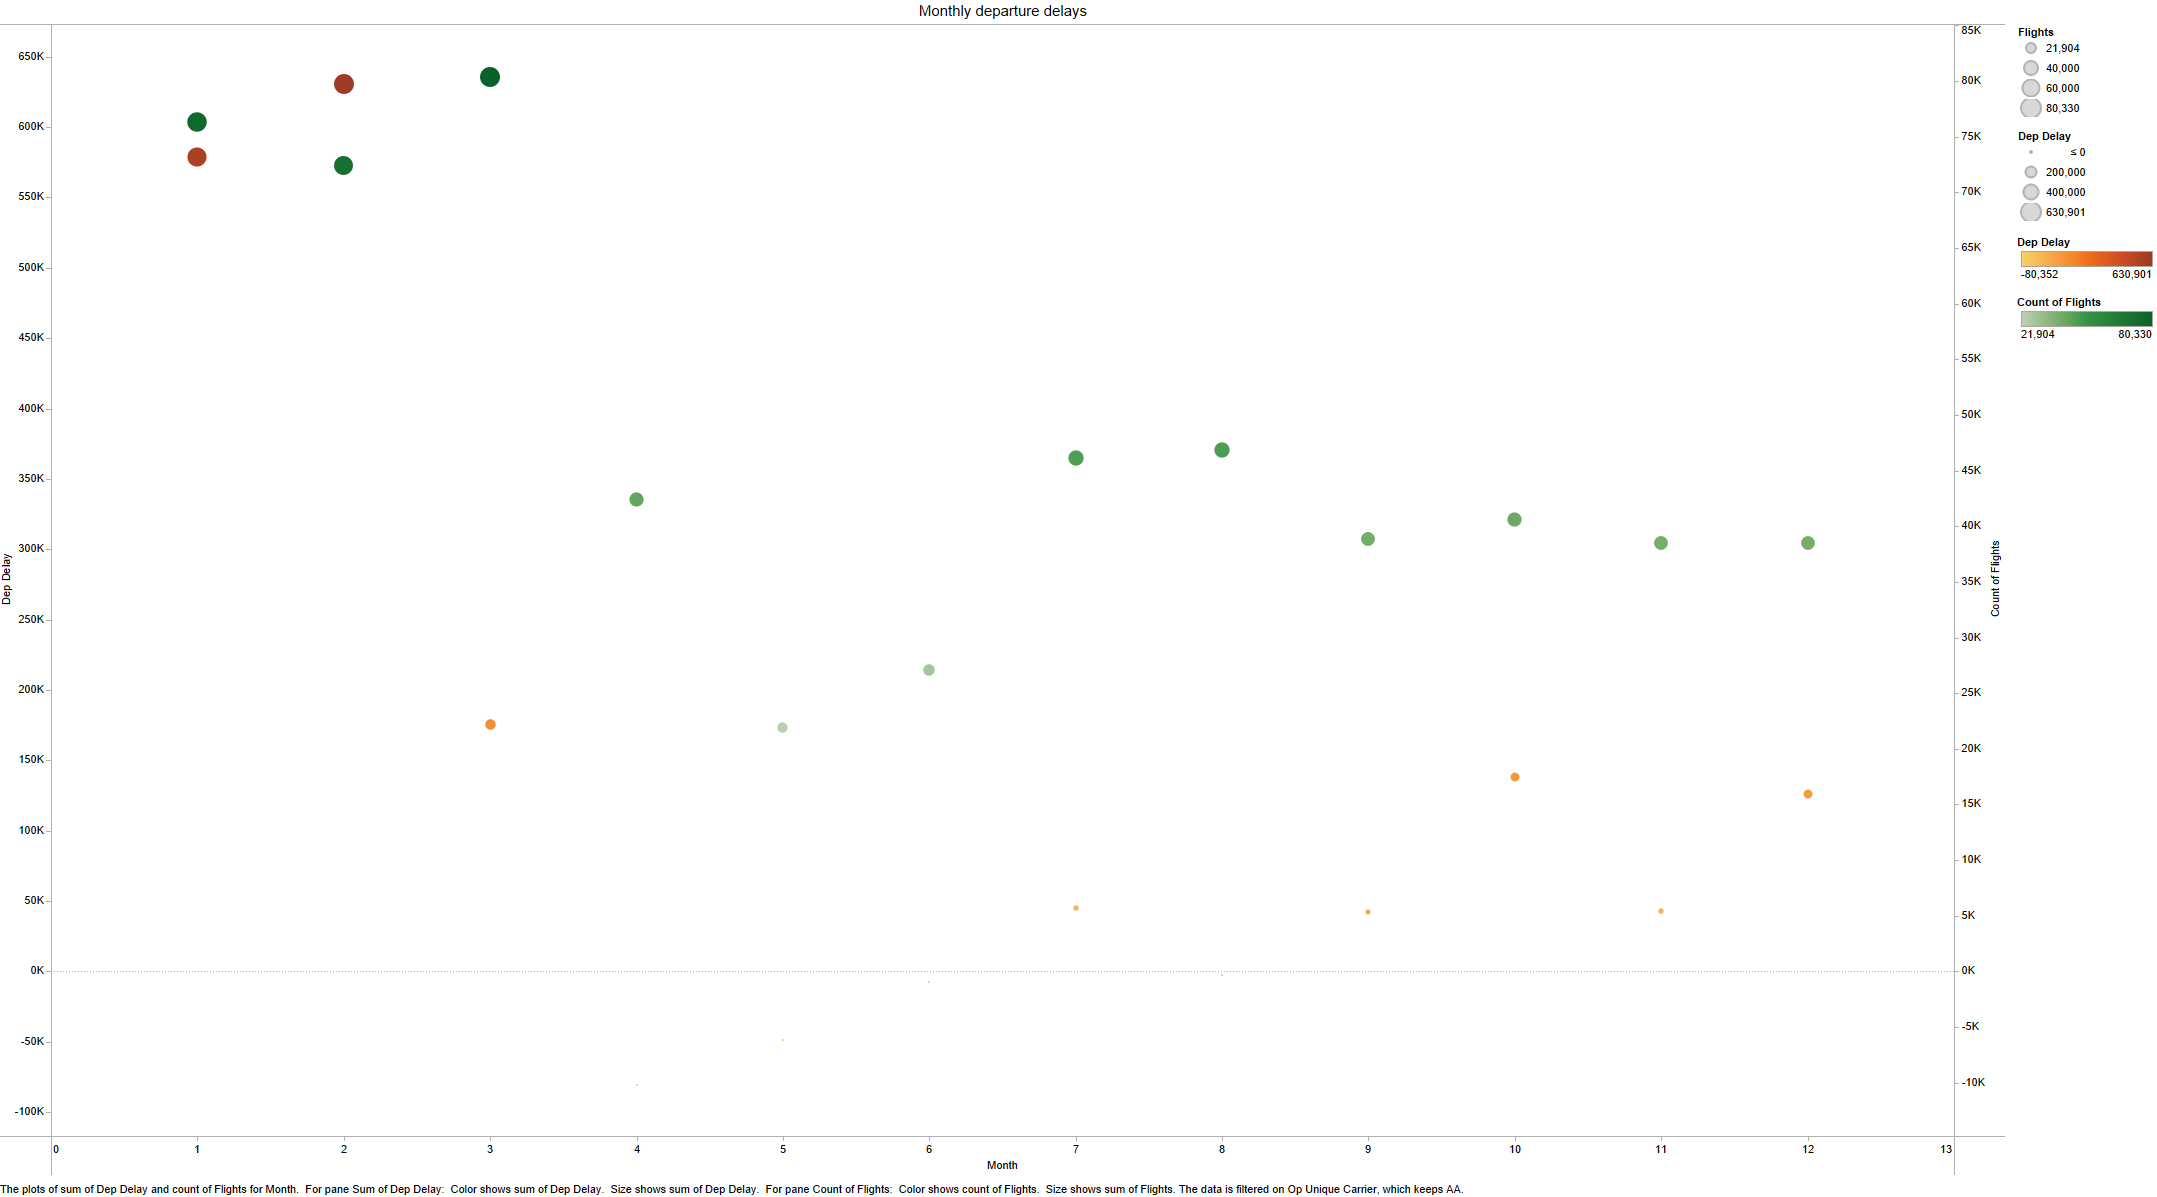 Monthly departure delays
650K
600K
550K
500K
450K
400K
350K
300K
250K
200K
150K
100K
50K
0K
-50K
-100K
Dep Delay
85K
80K
75K
70K
65K
60K
55K
50K
45K
40K
35K
30K
25K
20K
15K
10K
5K
0K
-5K
-10K
Count of Flights
0 1 2 3 4 5 6 7 8 9 10 11 12 13
Month
Flights
21,904
40,000
60,000
80,330
Dep Delay
≤ 0
200,000
400,000
630,901
Dep Delay
-80,352 630,901
Count of Flights
21,904 80,330
The plots of sum of Dep Delay and count of Flights for Month.  For pane Sum of Dep Delay:  Color shows sum of Dep Delay.  Size shows sum of Dep Delay.  For pane Count of Flights:  Color shows count of Flights.  Size shows sum of Flights. The data is filtered on Op Unique Carrier, which keeps AA.